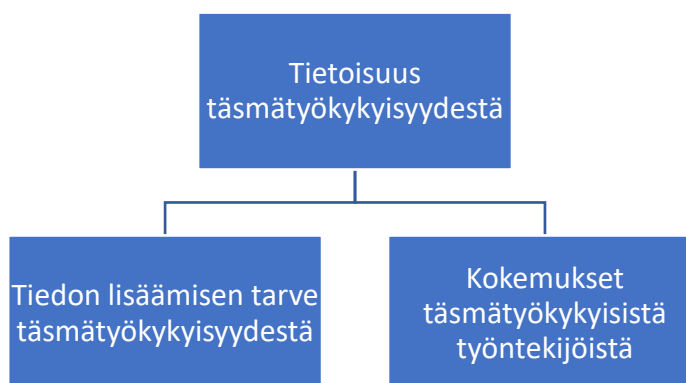 Tietoisuus
täsmätyökykyisyydestä
Tiedon lisäämisen tarve
täsmätyökykyisyydestä
Kokemukset
täsmätyökykyisistä
työntekijöistä